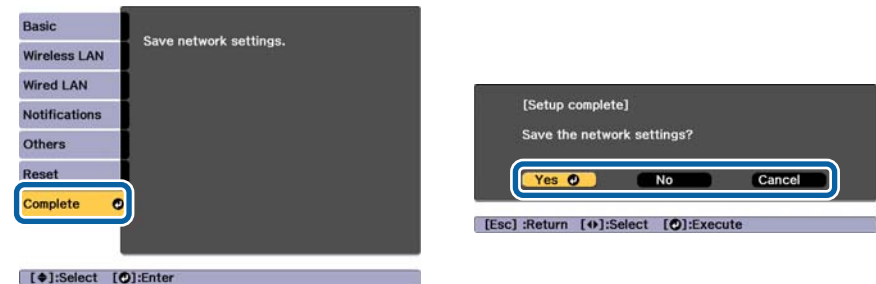 Basic
Wireless LAN
Wired LAN
Notifications
Others
Reset
Complete
Save network settings.
[◆]:Select [⏎]:Enter
[Setup complete]
Save the network settings?
Yes No Cancel
[Esc] :Return [◂▸]:Select [⏎]:Execute